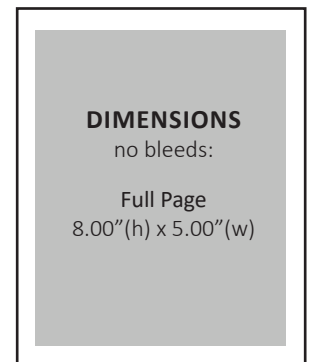 DIMENSIONS
no bleeds:
Full Page
8.00”(h) x 5.00”(w)